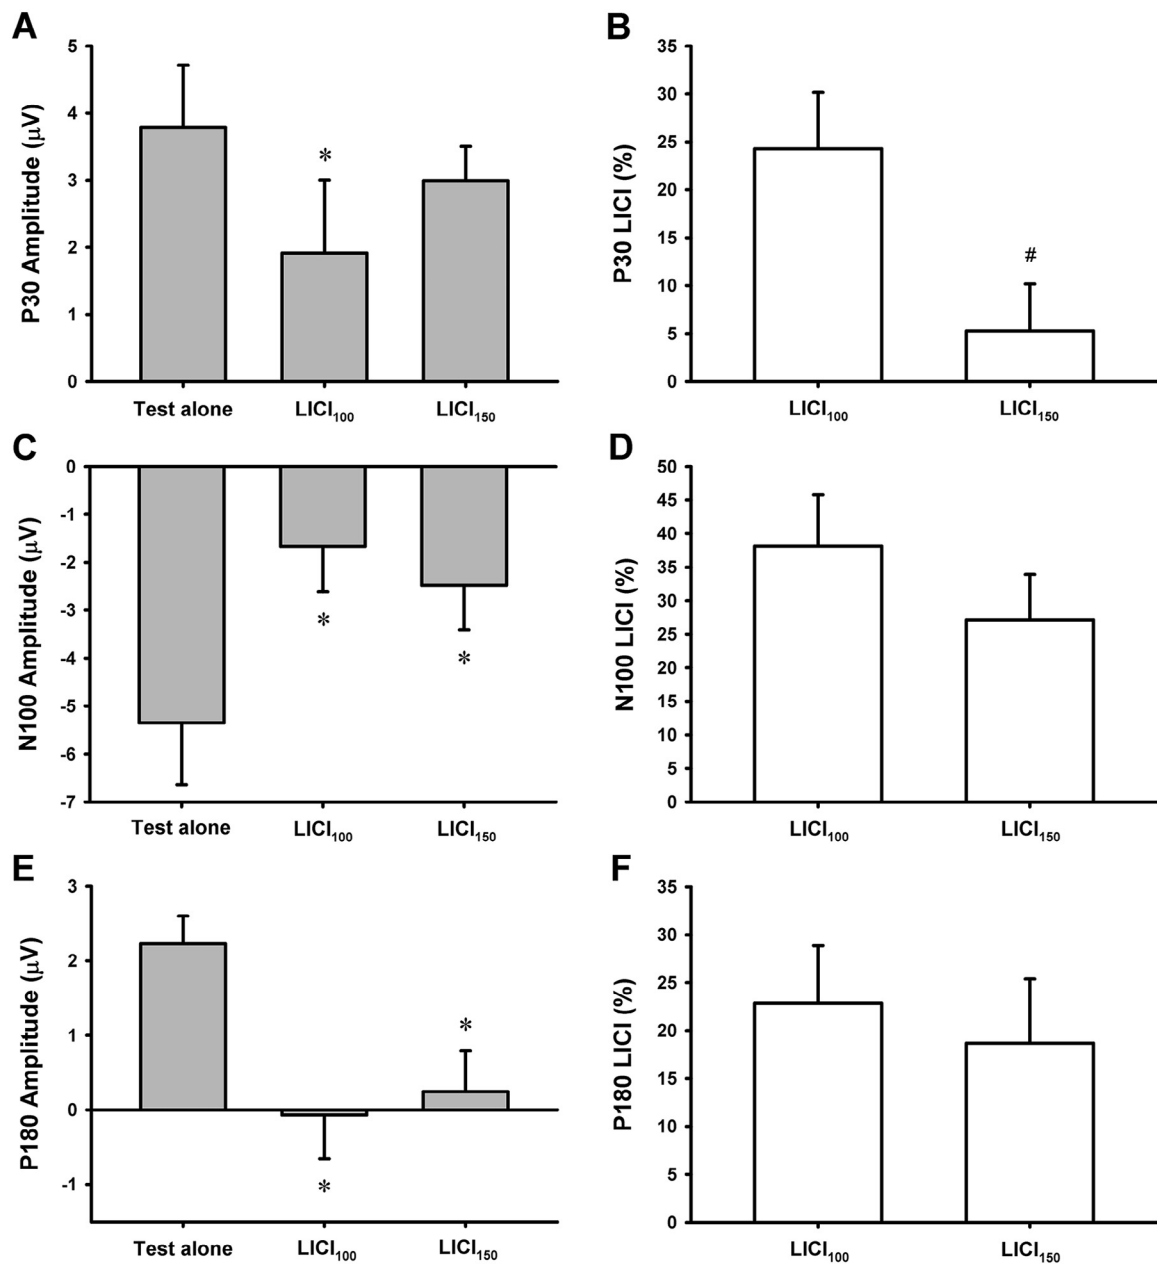 A
P30 Amplitude (μV)
5
4
3
2
1
0
*
Test alone
LICI100
LICI150
B
P30 LICI (%)
35
30
25
20
15
10
5
0
#
LICI100
LICI150
C
N100 Amplitude (μV)
0
-1
-2
-3
-4
-5
-6
-7
*
*
Test alone
LICI100
LICI150
D
N100 LICI (%)
50
45
40
35
30
25
20
15
10
5
0
LICI100
LICI150
E
P180 Amplitude (μV)
3
2
1
0
-1
*
*
Test alone
LICI100
LICI150
F
P180 LICI (%)
35
30
25
20
15
10
5
0
LICI100
LICI150